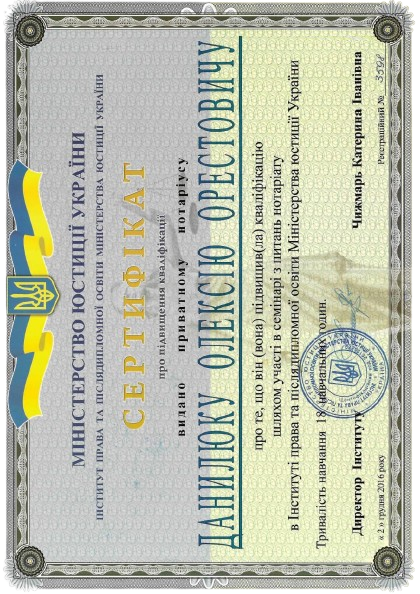 МІНІСТЕРСТВО ЮСТИЦІЇ УКРАЇНИ
ІНСТИТУТ ПРАВА ТА ПІСЛЯДИПЛОМНОЇ ОСВІТИ МІНІСТЕРСТВА ЮСТИЦІЇ УКРАЇНИ
СЕРТИФІКАТ
про підвищення кваліфікації
видано приватному нотаріусу
ДАНИЛЮКУ ОЛЕКСІЮ ОРЕСТОВИЧУ
про те, що він (вона) підвищив(ла) кваліфікацію
шляхом участі в семінарі з питань нотаріату
в Інституті права та післядипломної освіти Міністерства юстиції України
Тривалість навчання 18 навчальних годин.
Директор Інституту Чижмарь Катерина Іванівна
« 2 » грудня 2016 року Реєстраційний № 3598